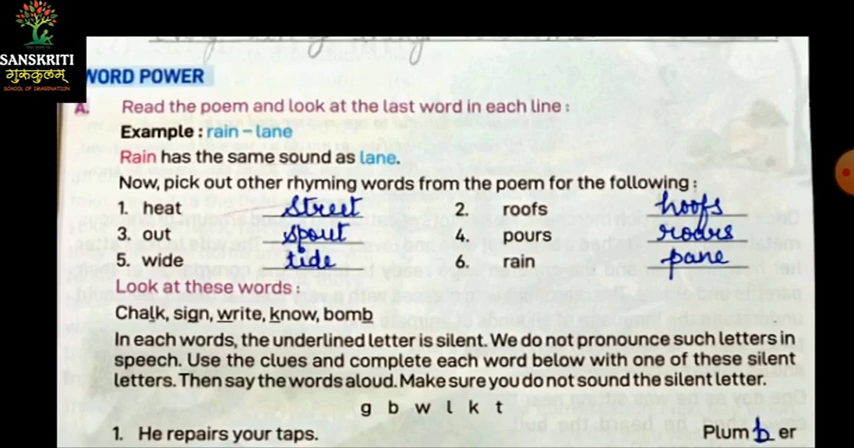 SANSKRITI
गुरुकुलम्
SCHOOL OF IMAGINATION
WORD POWER
A. Read the poem and look at the last word in each line :
Example : rain – lane
Rain has the same sound as lane.
Now, pick out other rhyming words from the poem for the following :
1 heat street 2. roofs hoofs
3. out spout 4. pours roars
5. wide tide 6. rain pane
Look at these words :
Chalk, sign, write, know, bomb
In each words, the underlined letter is silent. We do not pronounce such letters in
speech. Use the clues and complete each word below with one of these silent
letters. Then say the words aloud. Make sure you do not sound the silent letter.
g b w l k t
1. He repairs your taps. Plum b er